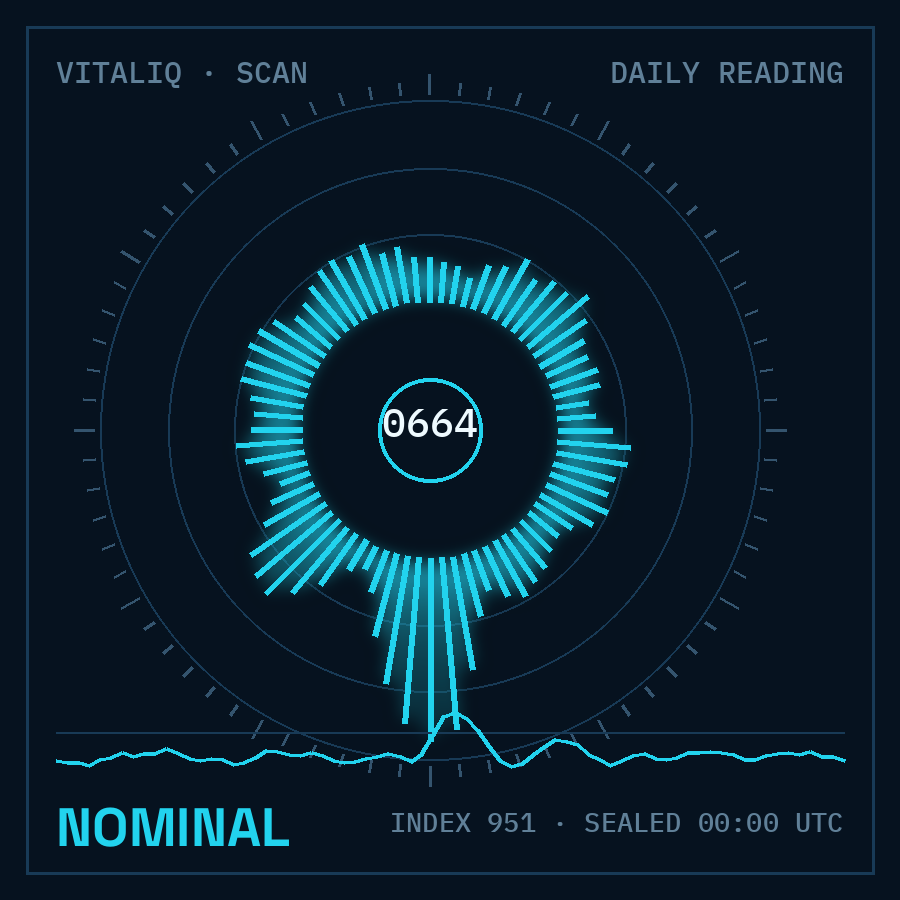 VITALIQ · SCAN
DAILY READING
0664
NOMINAL
INDEX 951 · SEALED 00:00 UTC